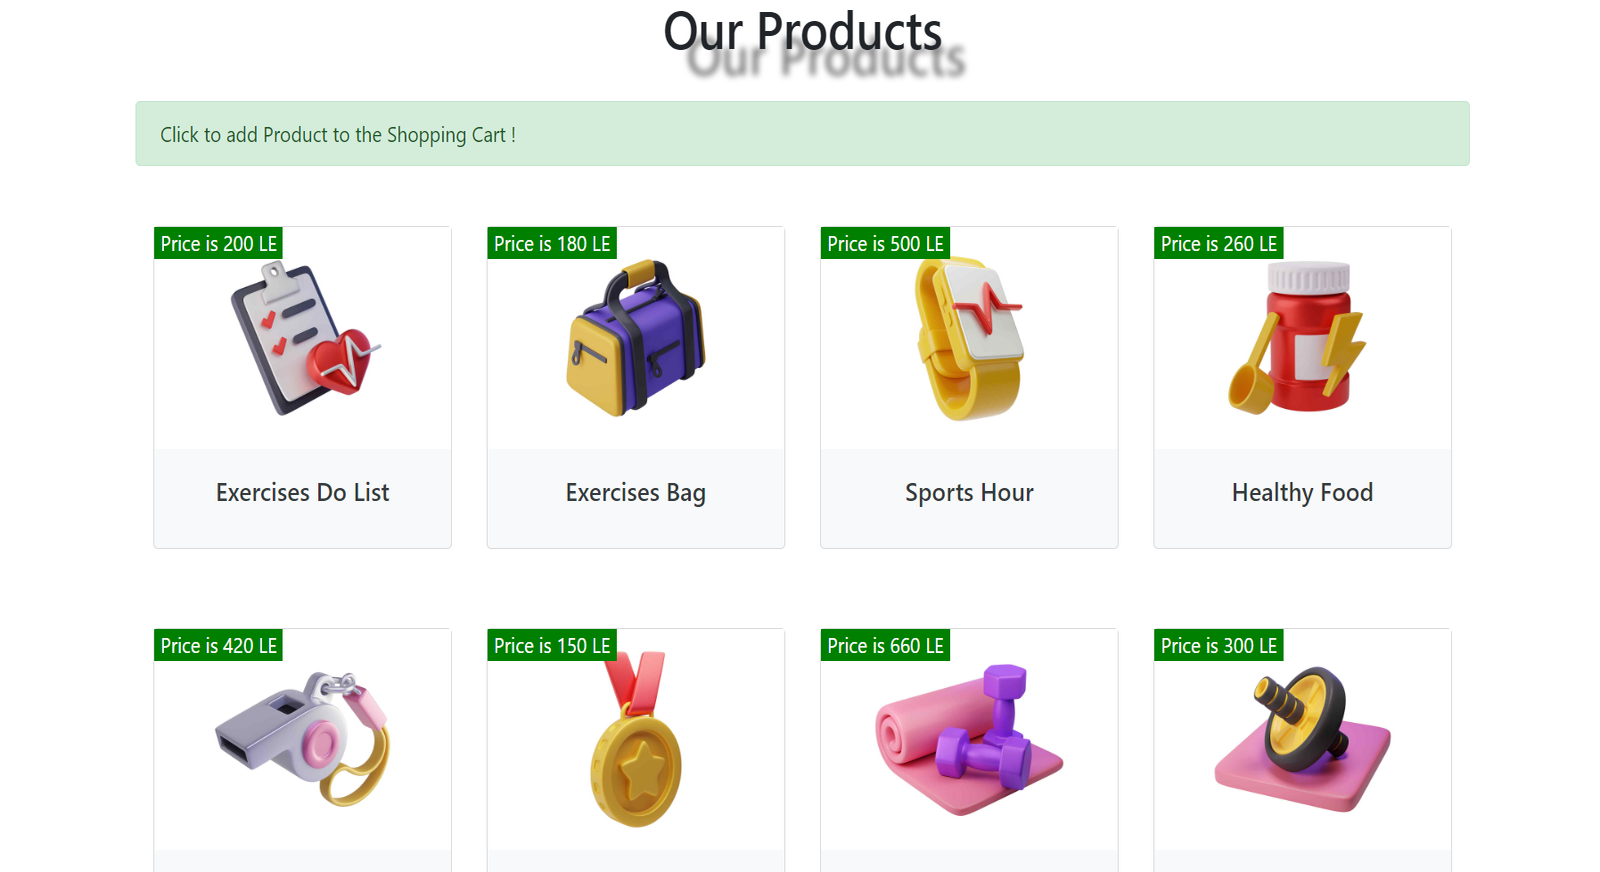 Our Products
Click to add Product to the Shopping Cart !
Price is 200 LE
Price is 180 LE
Price is 500 LE
Price is 260 LE
Exercises Do List
Exercises Bag
Sports Hour
Healthy Food
Price is 420 LE
Price is 150 LE
Price is 660 LE
Price is 300 LE